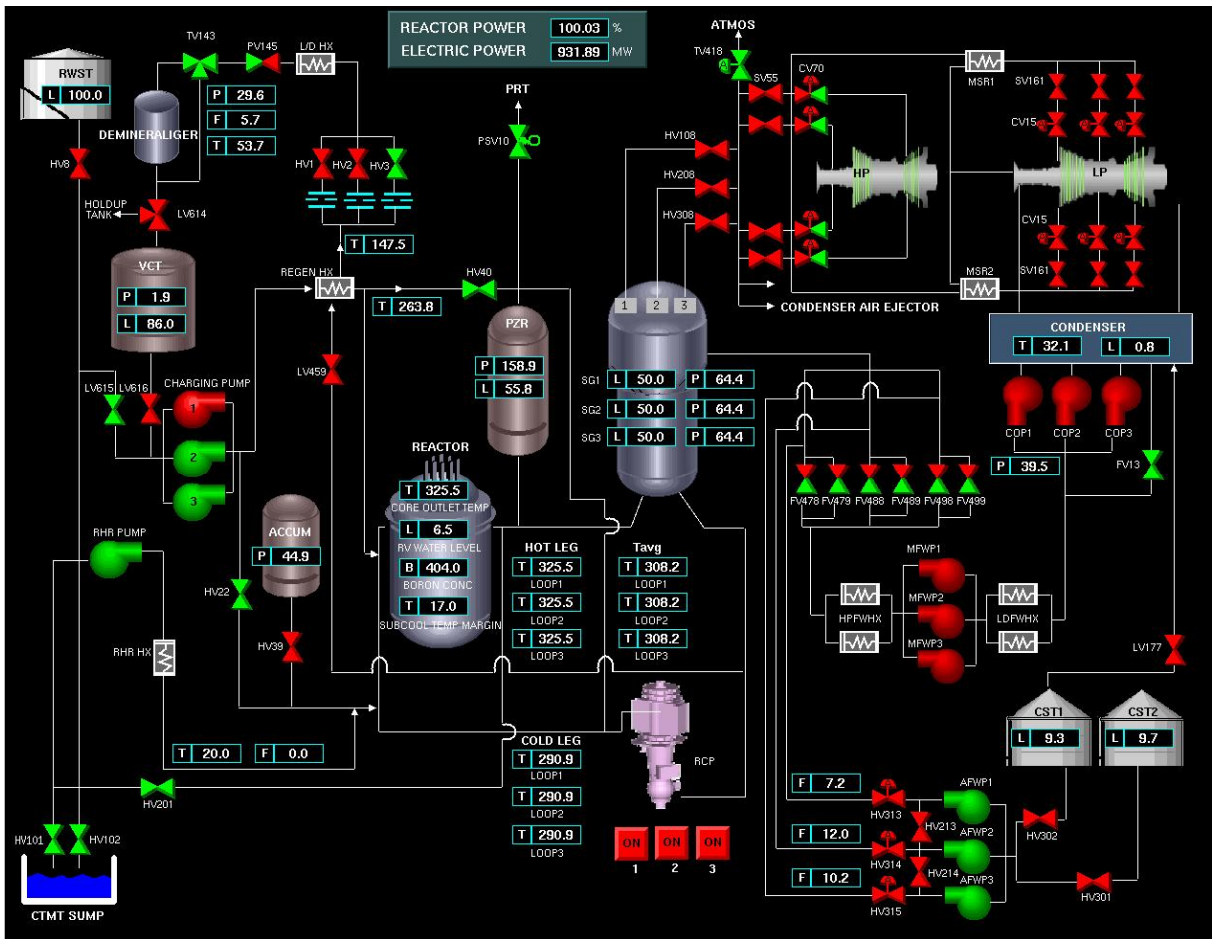 REACTOR POWER 100.03 %
ELECTRIC POWER 931.89 MW
ATMOS
TV418
A
TV143
PV145
L/D HX
RWST
L 100.0
P 29.6
F 5.7
T 53.7
DEMINERALIGER
PRT
PSV10
SV55
CV70
MSR1
SV161
CV15
HV8
HV1
HV2
HV3
HV108
HV208
HV308
HP
LP
HOLDUP
TANK
LV614
T 147.5
VCT
P 1.9
L 86.0
REGEN HX
T 263.8
HV40
CV15
SV161
MSR2
1 2 3
CONDENSER AIR EJECTOR
PZR
P 158.9
L 55.8
CONDENSER
T 32.1
L 0.8
LV459
LV615
LV616
CHARGING PUMP
1
2
3
SG1 L 50.0 P 64.4
SG2 L 50.0 P 64.4
SG3 L 50.0 P 64.4
COP1
COP2
COP3
P 39.5
FV13
REACTOR
T 325.5
CORE OUTLET TEMP
L 6.5
RV WATER LEVEL
B 404.0
BORON CONC
T 17.0
SUBCOOL TEMP MARGIN
FV478
FV479
FV488
FV489
FV498
FV499
RHR PUMP
ACCUM
P 44.9
HV22
HV39
RHR HX
HOT LEG
T 325.5
LOOP1
T 325.5
LOOP2
T 325.5
LOOP3
Tavg
T 308.2
LOOP1
T 308.2
LOOP2
T 308.2
LOOP3
MFWP1
MFWP2
MFWP3
HPFWHX
LDFWHX
LV177
CST1
L 9.3
CST2
L 9.7
T 20.0
F 0.0
HV201
COLD LEG
T 290.9
LOOP1
T 290.9
LOOP2
T 290.9
LOOP3
RCP
ON
1
ON
2
ON
3
F 7.2
HV313
AFWP1
HV213
F 12.0
HV314
AFWP2
HV214
F 10.2
HV315
AFWP3
HV302
HV301
HV101
HV102
CTMT SUMP